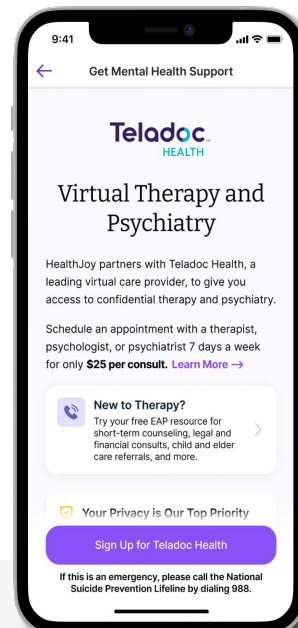 9:41
Get Mental Health Support
Teladoc™
HEALTH
Virtual Therapy and
Psychiatry
HealthJoy partners with Teladoc Health, a
leading virtual care provider, to give you
access to confidential therapy and psychiatry.
Schedule an appointment with a therapist,
psychologist, or psychiatrist 7 days a week
for only $25 per consult. Learn More →
New to Therapy?
Try your free EAP resource for
short-term counseling, legal and
financial consults, child and elder
care referrals, and more.
Your Privacy is Our Top Priority
Sign Up for Teladoc Health
If this is an emergency, please call the National
Suicide Prevention Lifeline by dialing 988.